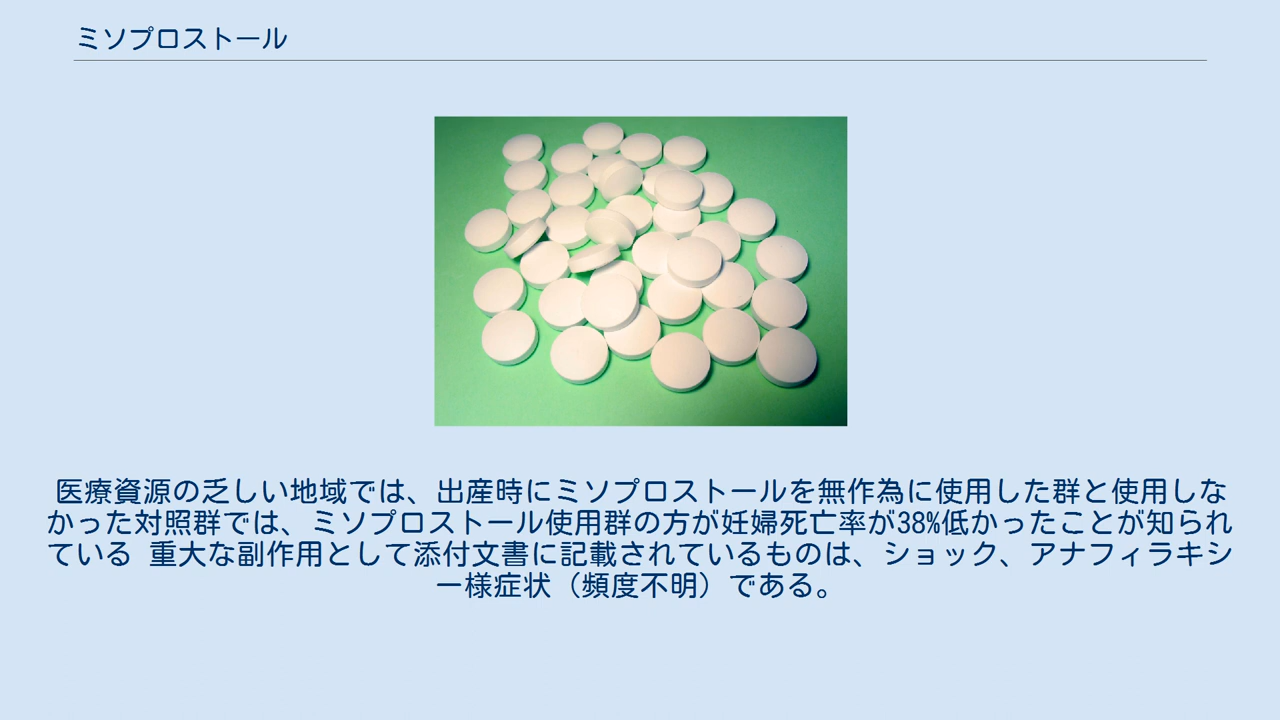 ミソプロストール
医療資源の乏しい地域では、出産時にミソプロストールを無作為に使用した群と使用しな
かった対照群では、ミソプロストール使用群の方が妊婦死亡率が38%低かったことが知られ
ている 重大な副作用として添付文書に記載されているものは、ショック、アナフィラキシ
ー様症状（頻度不明）である。